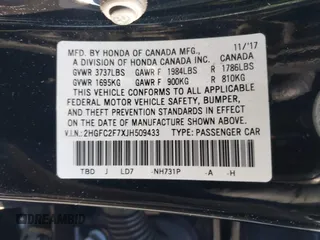 MFD. BY HONDA OF CANADA MFG., 11/'17
A DIVISION OF HONDA CANADA INC. CANADA
GVWR 3737LBS GAWR F 1984LBS R 1786LBS
GVWR 1695KG GAWR F 900KG R 810KG
THIS VEHICLE CONFORMS TO ALL APPLICABLE
FEDERAL MOTOR VEHICLE SAFETY, BUMPER,
AND THEFT PREVENTION STANDARDS IN EFFECT
ON THE DATE OF MANUFACTURE SHOWN ABOVE.
V.I.N.: 2HGFC2F7XJH509433 TYPE: PASSENGER CAR
TBD J LD7 -NH731P -A -H
DREAMBID